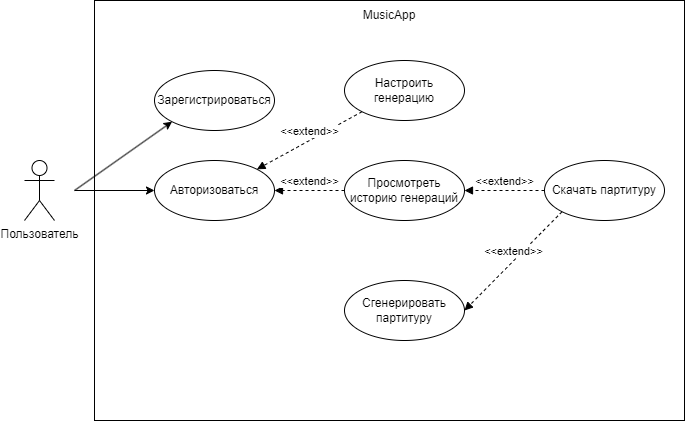 MusicApp
Зарегистрироваться
Настроить
генерацию
<<extend>>
Авторизоваться
<<extend>>
Просмотреть
историю генераций
<<extend>>
Скачать партитуру
Пользователь
<<extend>>
Сгенерировать
партитуру